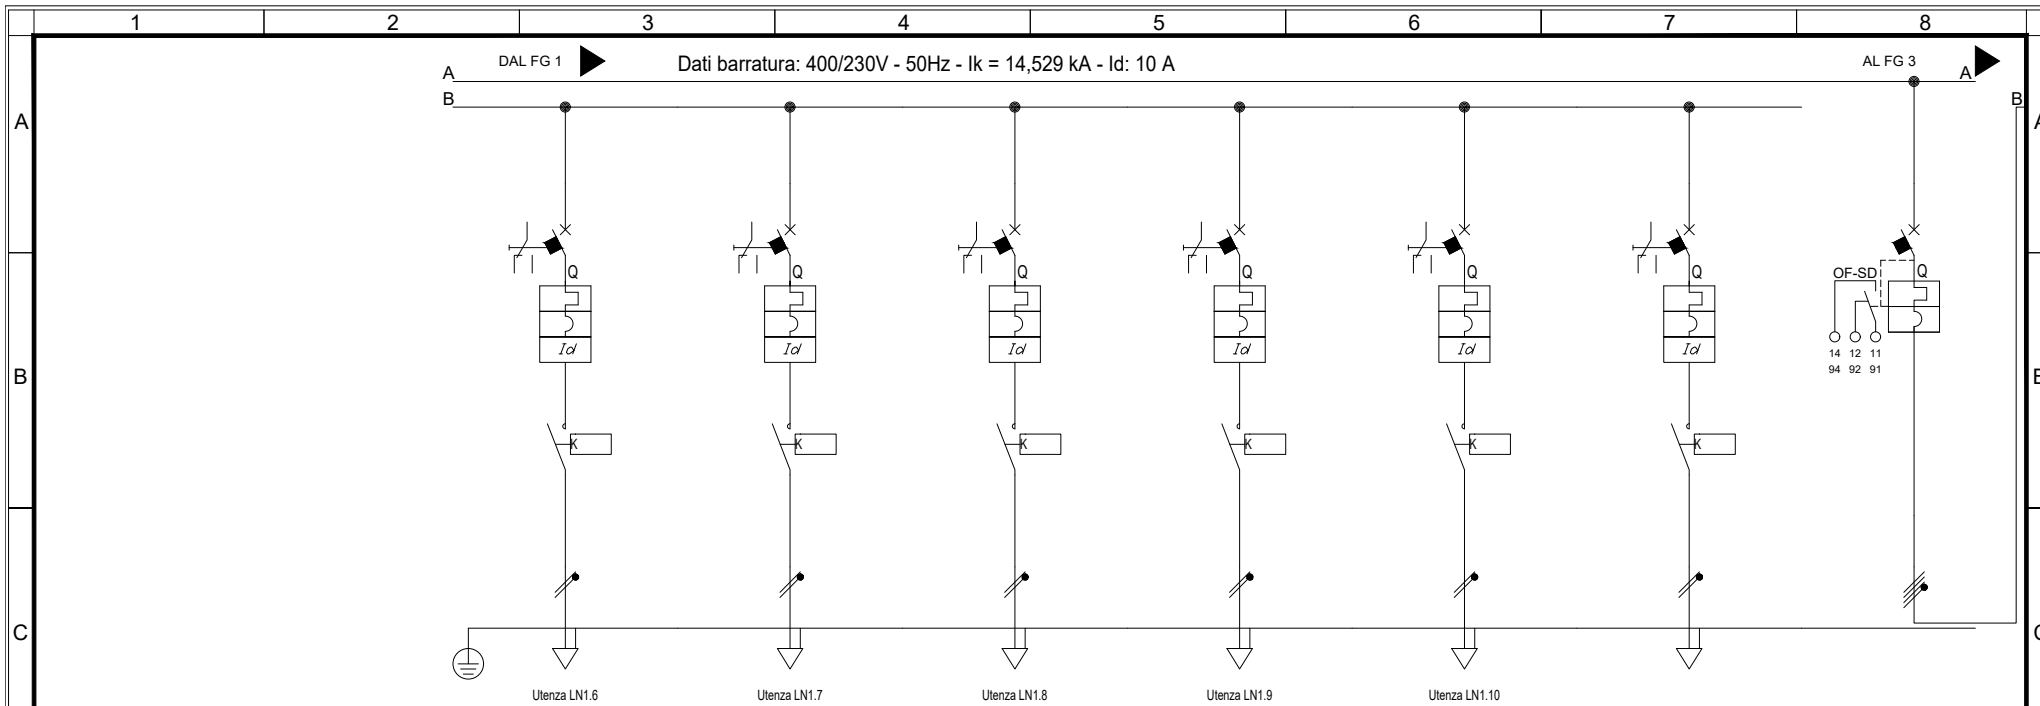 1 2 3 4 5 6 7 8
DAL FG 1 Dati barratura: 400/230V - 50Hz - Ik = 14,529 kA - Id: 10 A AL FG 3
A A
B B
A A
Q Q Q Q Q Q OF-SD Q
Id Id Id Id Id Id
14 12 11
94 92 91
B
K K K K K K
C
Utenza LN1.6 Utenza LN1.7 Utenza LN1.8 Utenza LN1.9 Utenza LN1.10